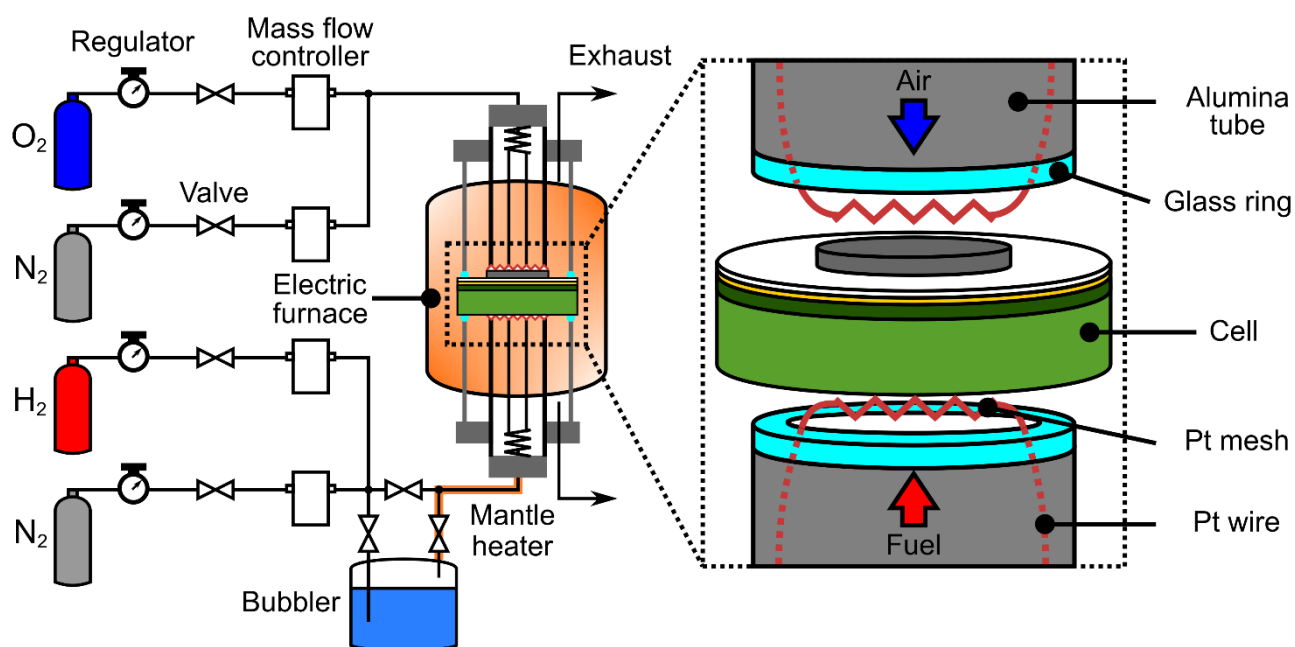 Regulator
Mass flow
controller
Exhaust
O₂
Valve
N₂
Electric
furnace
H₂
N₂
Mantle
heater
Bubbler
Air
Alumina
tube
Glass ring
Cell
Pt mesh
Pt wire
Fuel